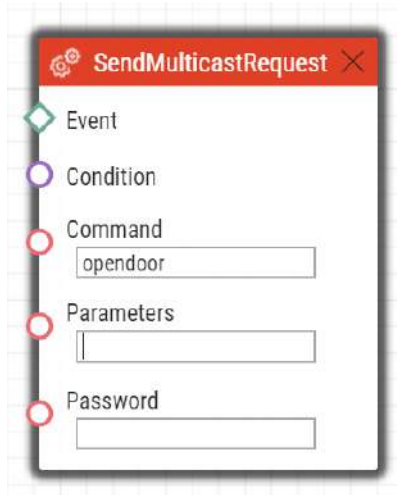 SendMulticastRequest
Event
Condition
Command
opendoor
Parameters
Password